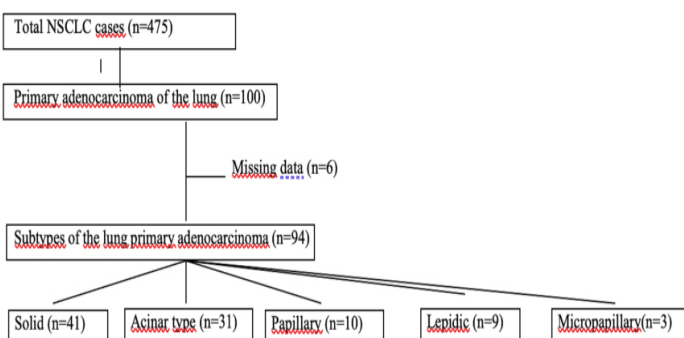 Total NSCLC cases (n=475)
Primary adenocarcinoma of the lung (n=100)
Missing data (n=6)
Subtypes of the lung primary adenocarcinoma (n=94)
Solid (n=41)
Acinar type (n=31)
Papillary (n=10)
Lepidic (n=9)
Micropapillary(n=3)